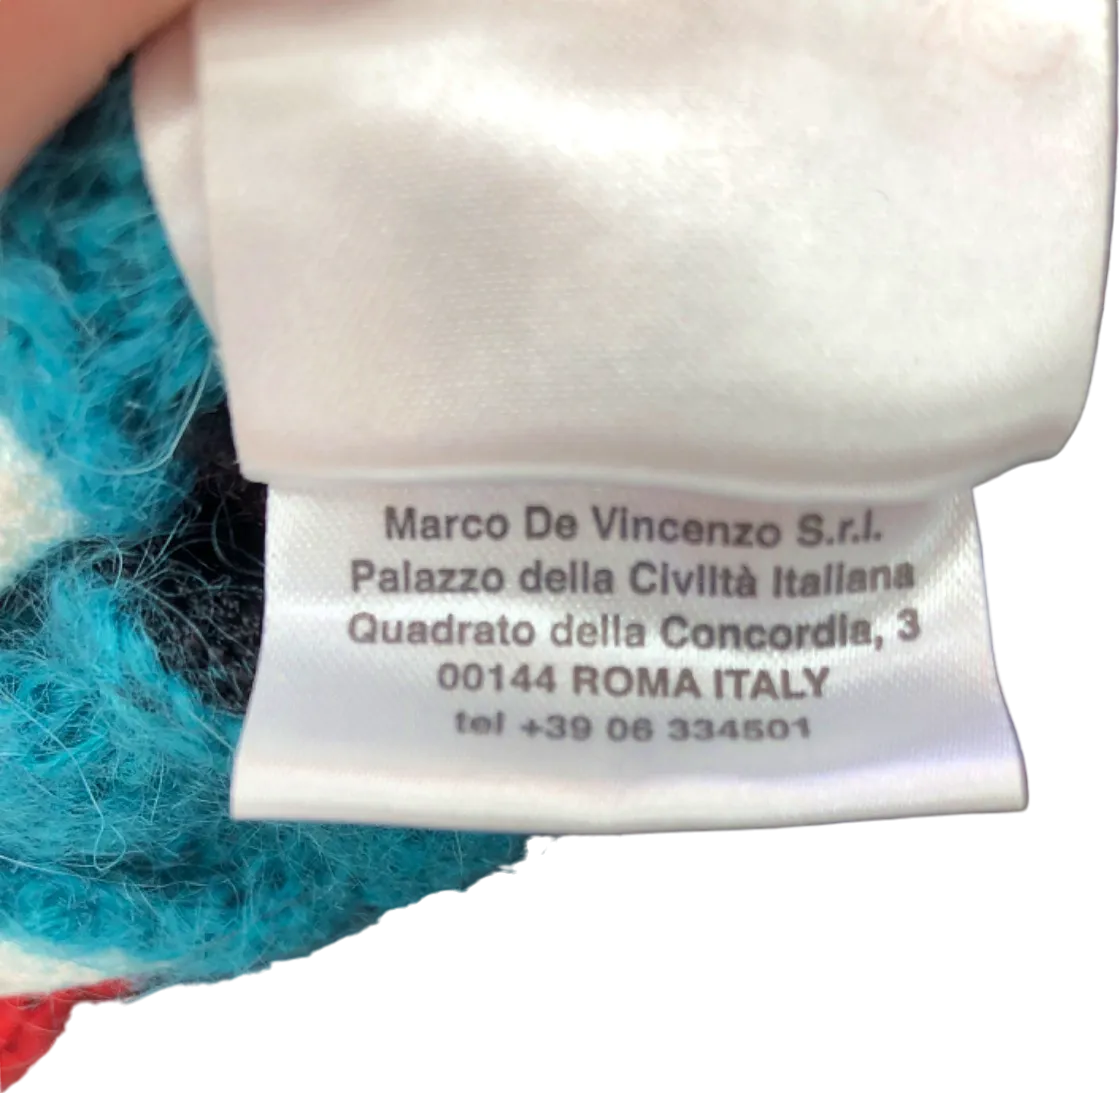 Marco De Vincenzo S.r.l.
Palazzo della Civiltà Italiana
Quadrato della Concordia, 3
00144 ROMA ITALY
tel +39 06 334501